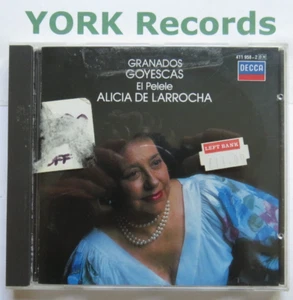 YORK Records
GRANADOS
GOYESCAS
El Pelele
ALICIA DE LARROCHA
DECCA
LEFT BANK